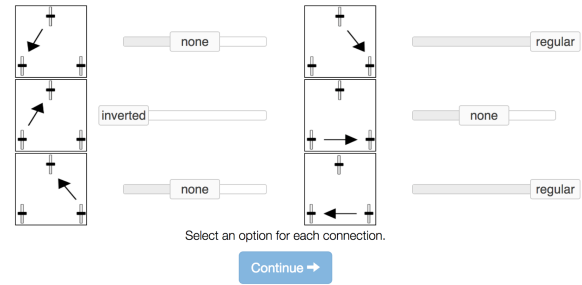 none
regular
inverted
none
none
regular
Select an option for each connection.
Continue